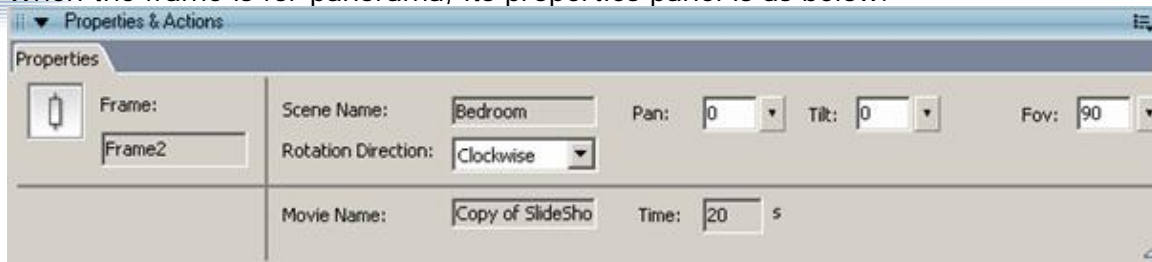 when the frame is for panorama, its properties panel is as below:
Properties & Actions
Properties
Frame: Scene Name: Bedroom Pan: 0 Tilt: 0 Fov: 90
Frame2 Rotation Direction: Clockwise
Movie Name: Copy of SlideSho Time: 20 s